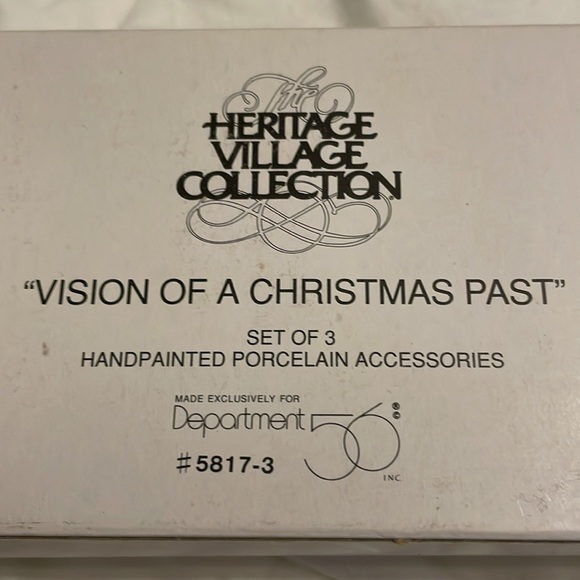 The
HERITAGE
VILLAGE
COLLECTION
"VISION OF A CHRISTMAS PAST"
SET OF 3
HANDPAINTED PORCELAIN ACCESSORIES
MADE EXCLUSIVELY FOR
Department 56 ® ©
#5817-3
INC.